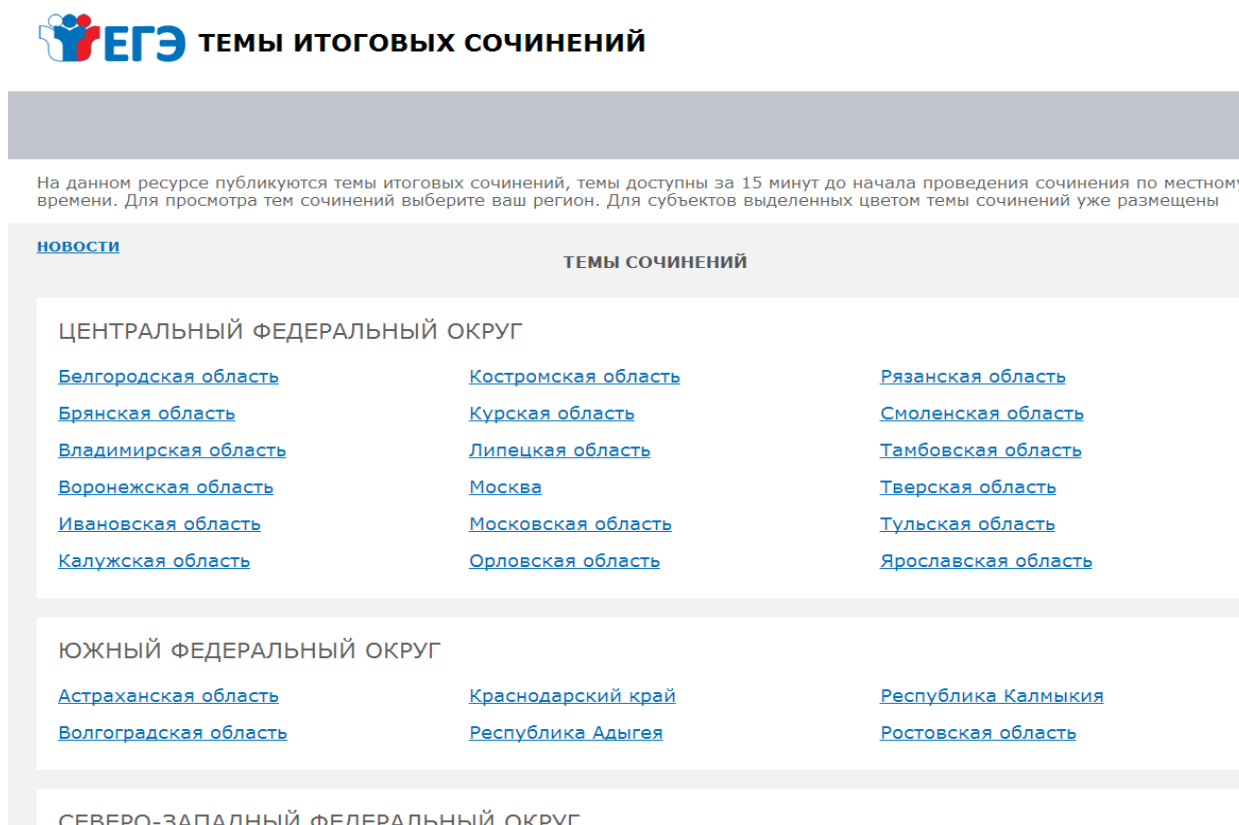 ЕГЭ ТЕМЫ ИТОГОВЫХ СОЧИНЕНИЙ
На данном ресурсе публикуются темы итоговых сочинений, темы доступны за 15 минут до начала проведения сочинения по местному
времени. Для просмотра тем сочинений выберите ваш регион. Для субъектов выделенных цветом темы сочинений уже размещены
НОВОСТИ
ТЕМЫ СОЧИНЕНИЙ
ЦЕНТРАЛЬНЫЙ ФЕДЕРАЛЬНЫЙ ОКРУГ
Белгородская область Костромская область Рязанская область
Брянская область Курская область Смоленская область
Владимирская область Липецкая область Тамбовская область
Воронежская область Москва Тверская область
Ивановская область Московская область Тульская область
Калужская область Орловская область Ярославская область
ЮЖНЫЙ ФЕДЕРАЛЬНЫЙ ОКРУГ
Астраханская область Краснодарский край Республика Калмыкия
Волгоградская область Республика Адыгея Ростовская область
СЕВЕРО-ЗАПАДНЫЙ ФЕДЕРАЛЬНЫЙ ОКРУГ